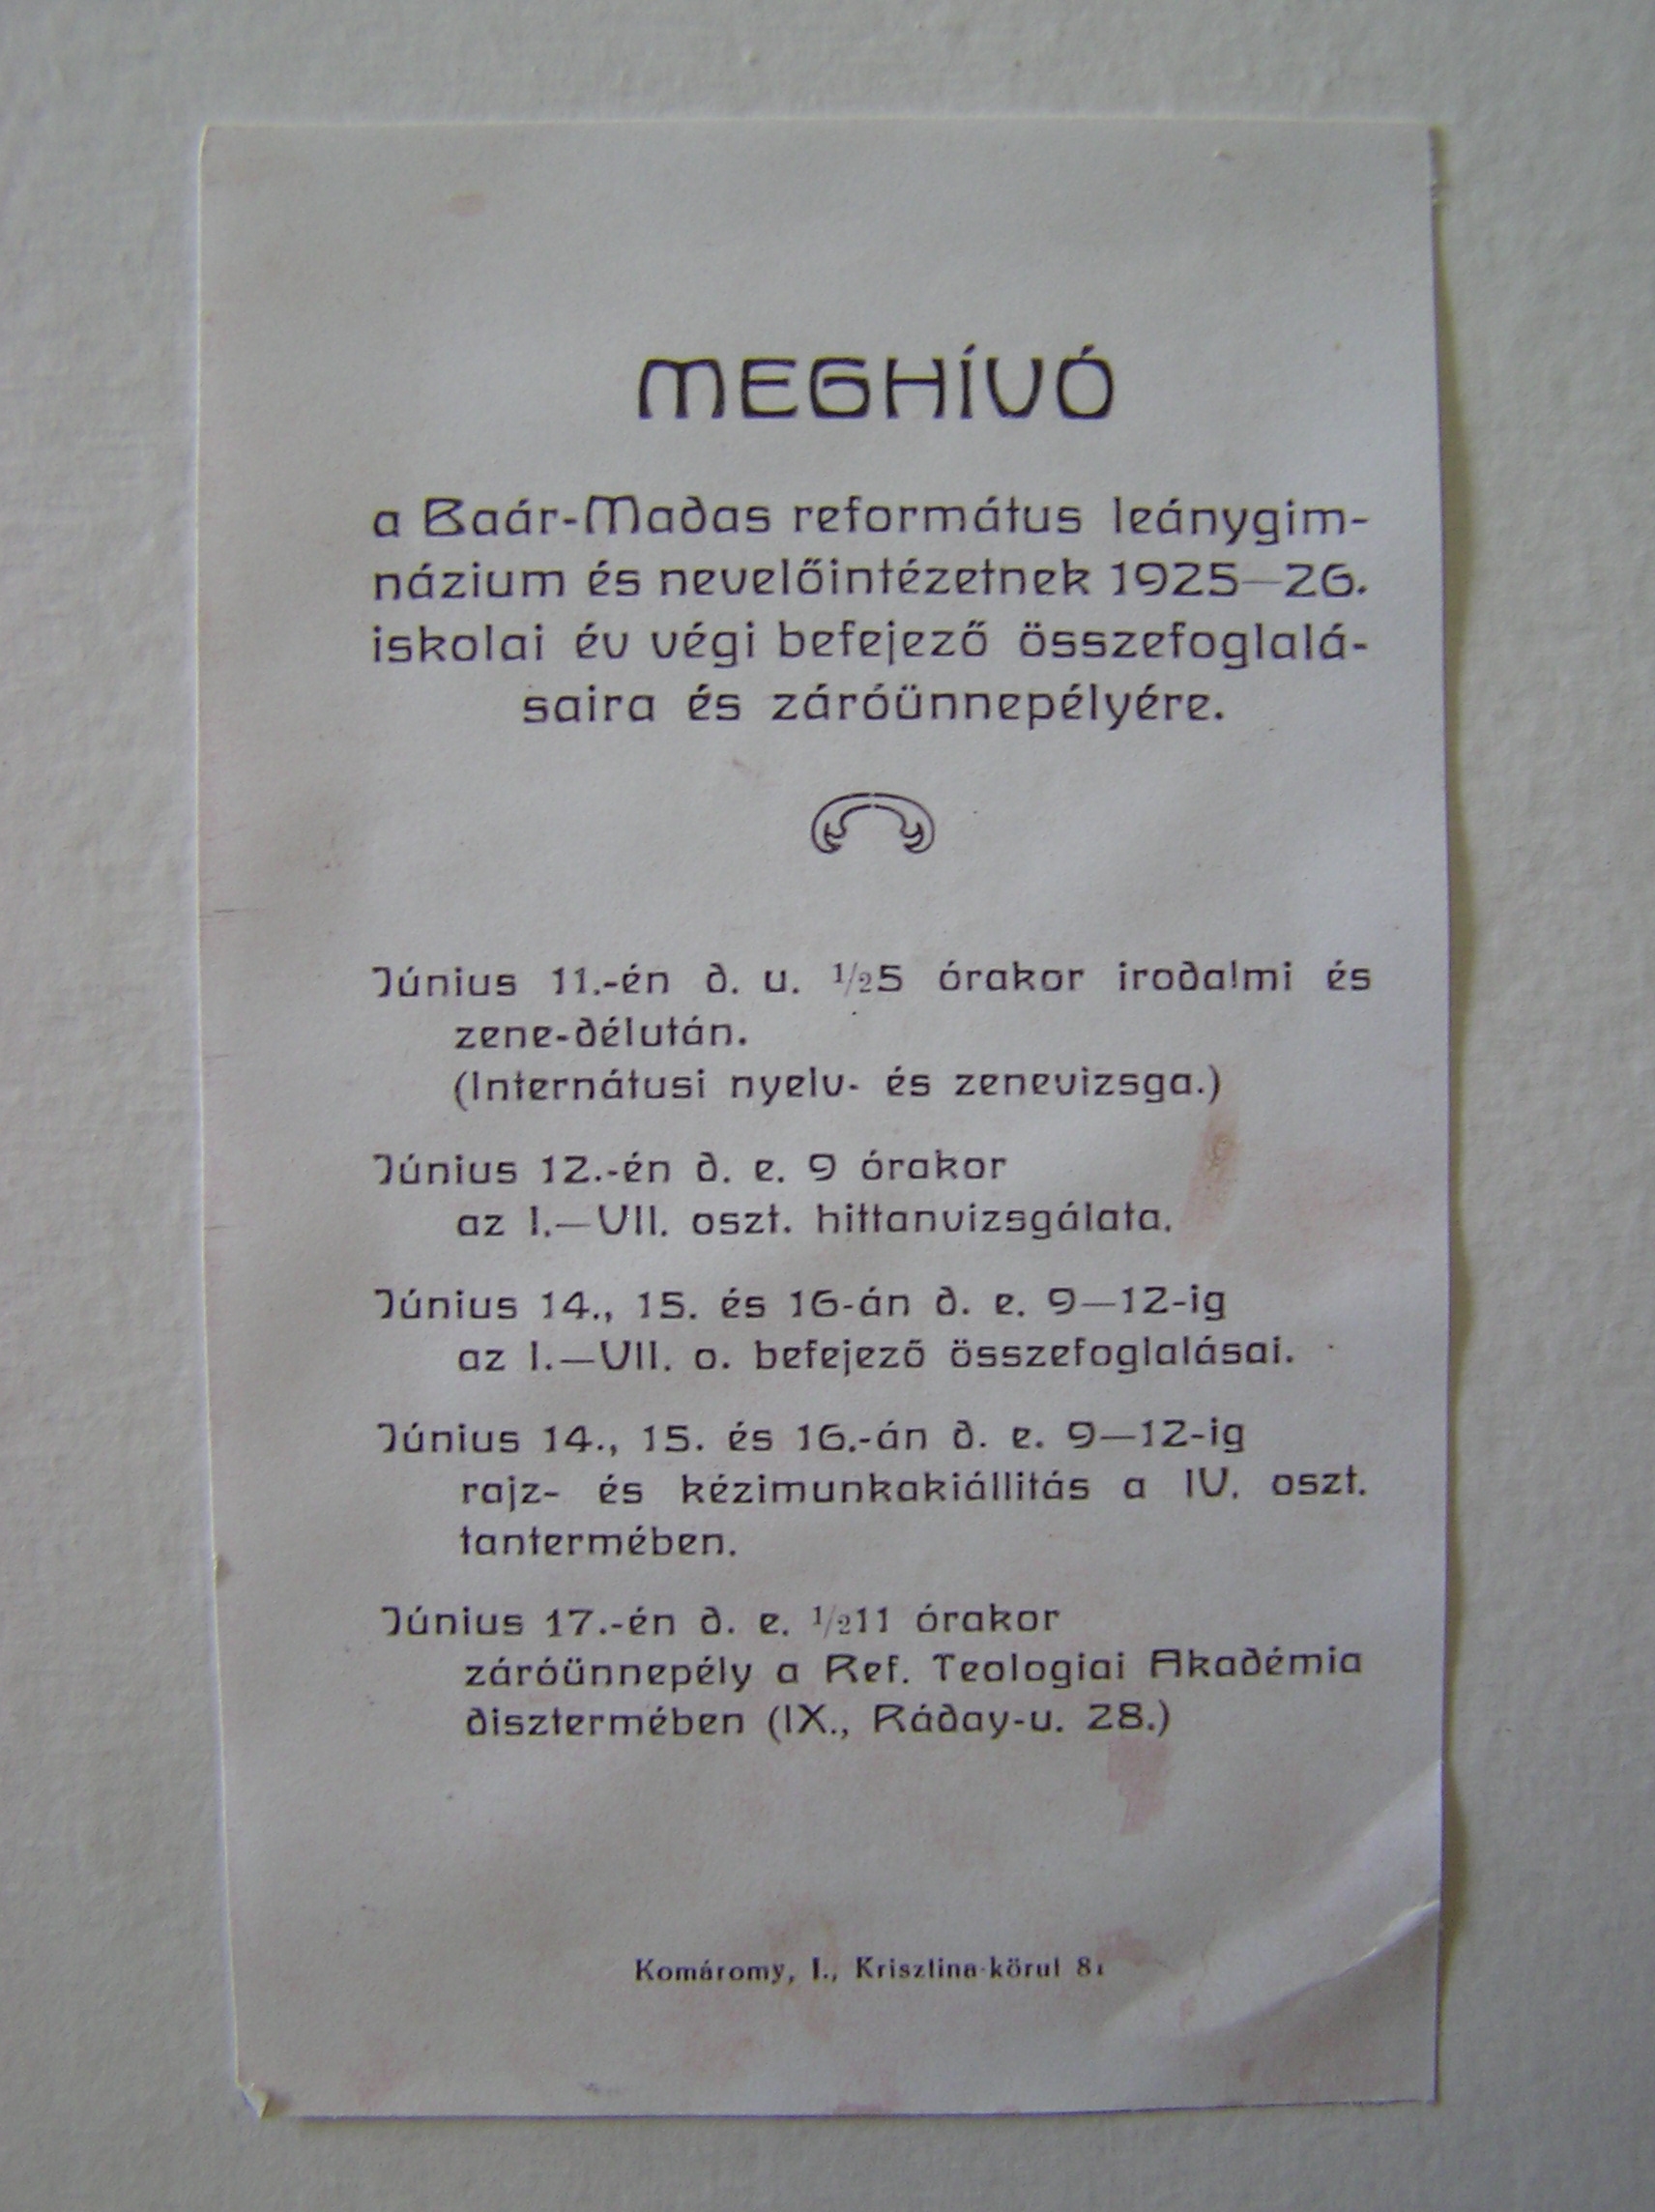 MEGHÍVÓ
a Baár-Madas református leánygim-
názium és nevelőintézetnek 1925—26.
iskolai év végi befejező összefoglalá-
saira és záróünnepélyére.
Június 11.-én d. u. ½5 órakor irodalmi és
zene-délután.
(Internátusi nyelv- és zenevizsga.)
Június 12.-én d. e. 9 órakor
az I.—VII. oszt. hittanvizsgálata.
Június 14., 15. és 16-án d. e. 9—12-ig
az I.—VII. o. befejező összefoglalásai.
Június 14., 15. és 16.-án d. e. 9—12-ig
rajz- és kézimunkakiállitás a IV. oszt.
tantermében.
Június 17.-én d. e. ½11 órakor
záróünnepély a Ref. Teologiai Akadémia
disztermében (IX., Ráday-u. 28.)
Komáromy, I., Krisztina-körut